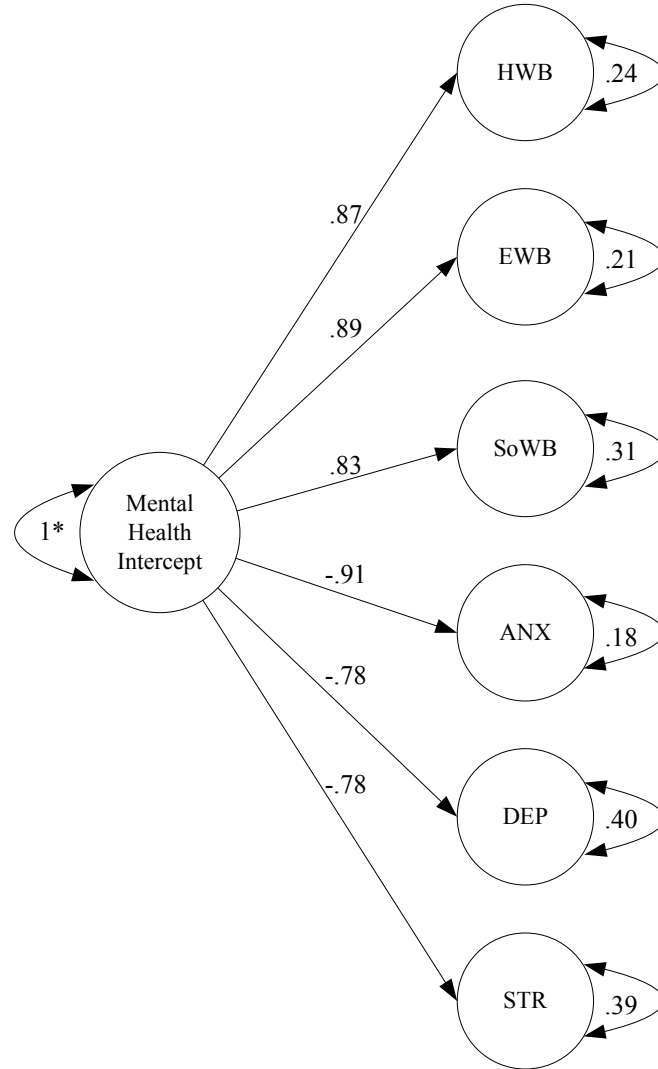 HWB
.24
.87
EWB
.21
.89
SoWB
.31
.83
Mental
Health
Intercept
1*
-.91
ANX
.18
-.78
DEP
.40
-.78
STR
.39